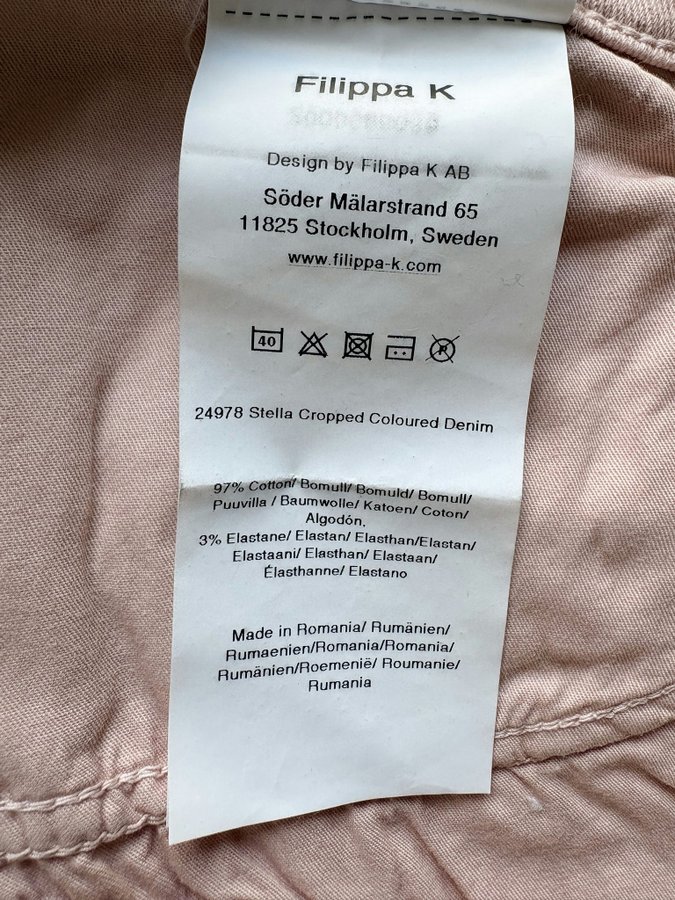 Filippa K
Design by Filippa K AB
Söder Mälarstrand 65
11825 Stockholm, Sweden
www.filippa-k.com
40
P
24978 Stella Cropped Coloured Denim
97% Cotton/ Bomull/ Bomuld/ Bomull/
Puuvilla / Baumwolle/ Katoen/ Coton/
Algodón,
3% Elastane/ Elastan/ Elasthan/Elastan/
Elastaani/ Elasthan/ Elastaan/
Élasthanne/ Elastano
Made in Romania/ Rumänien/
Rumaenien/Romania/Romania/
Rumänien/Roemenië/ Roumanie/
Rumania